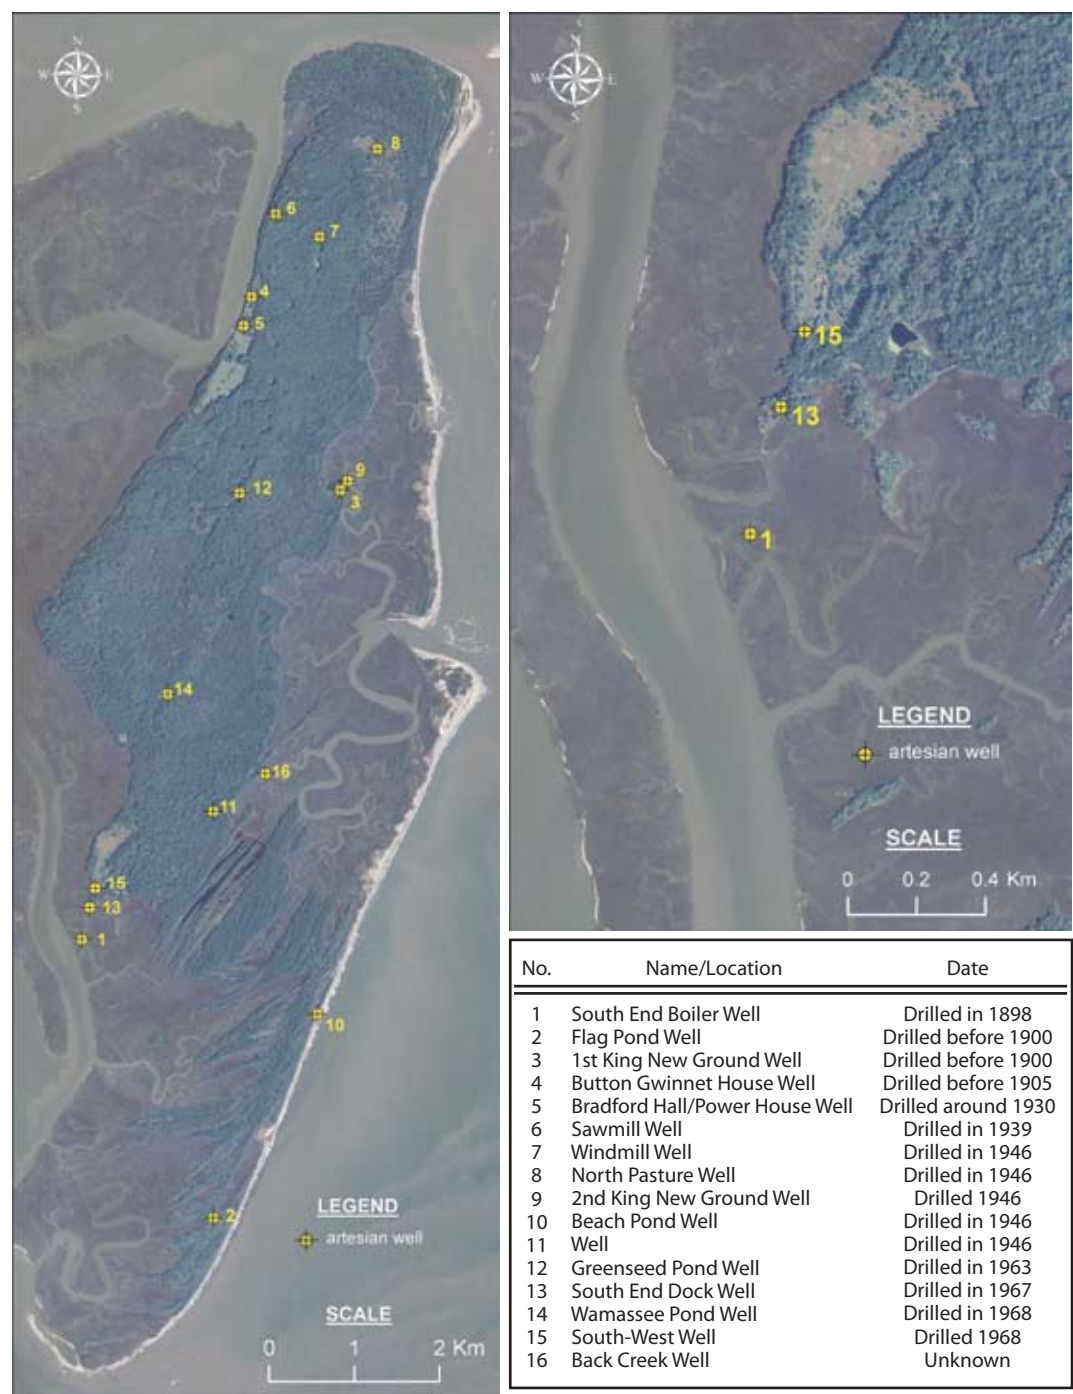 N
W E
S
8
6
7
4
5
9
12
3
14
16
11
15
13
1
10
2
LEGEND
artesian well
SCALE
0 1 2 Km
N
W E
S
15
13
1
LEGEND
artesian well
SCALE
0 0.2 0.4 Km
No. Name/Location Date
1 South End Boiler Well Drilled in 1898
2 Flag Pond Well Drilled before 1900
3 1st King New Ground Well Drilled before 1900
4 Button Gwinnet House Well Drilled before 1905
5 Bradford Hall/Power House Well Drilled around 1930
6 Sawmill Well Drilled in 1939
7 Windmill Well Drilled in 1946
8 North Pasture Well Drilled in 1946
9 2nd King New Ground Well Drilled 1946
10 Beach Pond Well Drilled in 1946
11 Well Drilled in 1946
12 Greenseed Pond Well Drilled in 1963
13 South End Dock Well Drilled in 1967
14 Wamassee Pond Well Drilled in 1968
15 South-West Well Drilled 1968
16 Back Creek Well Unknown